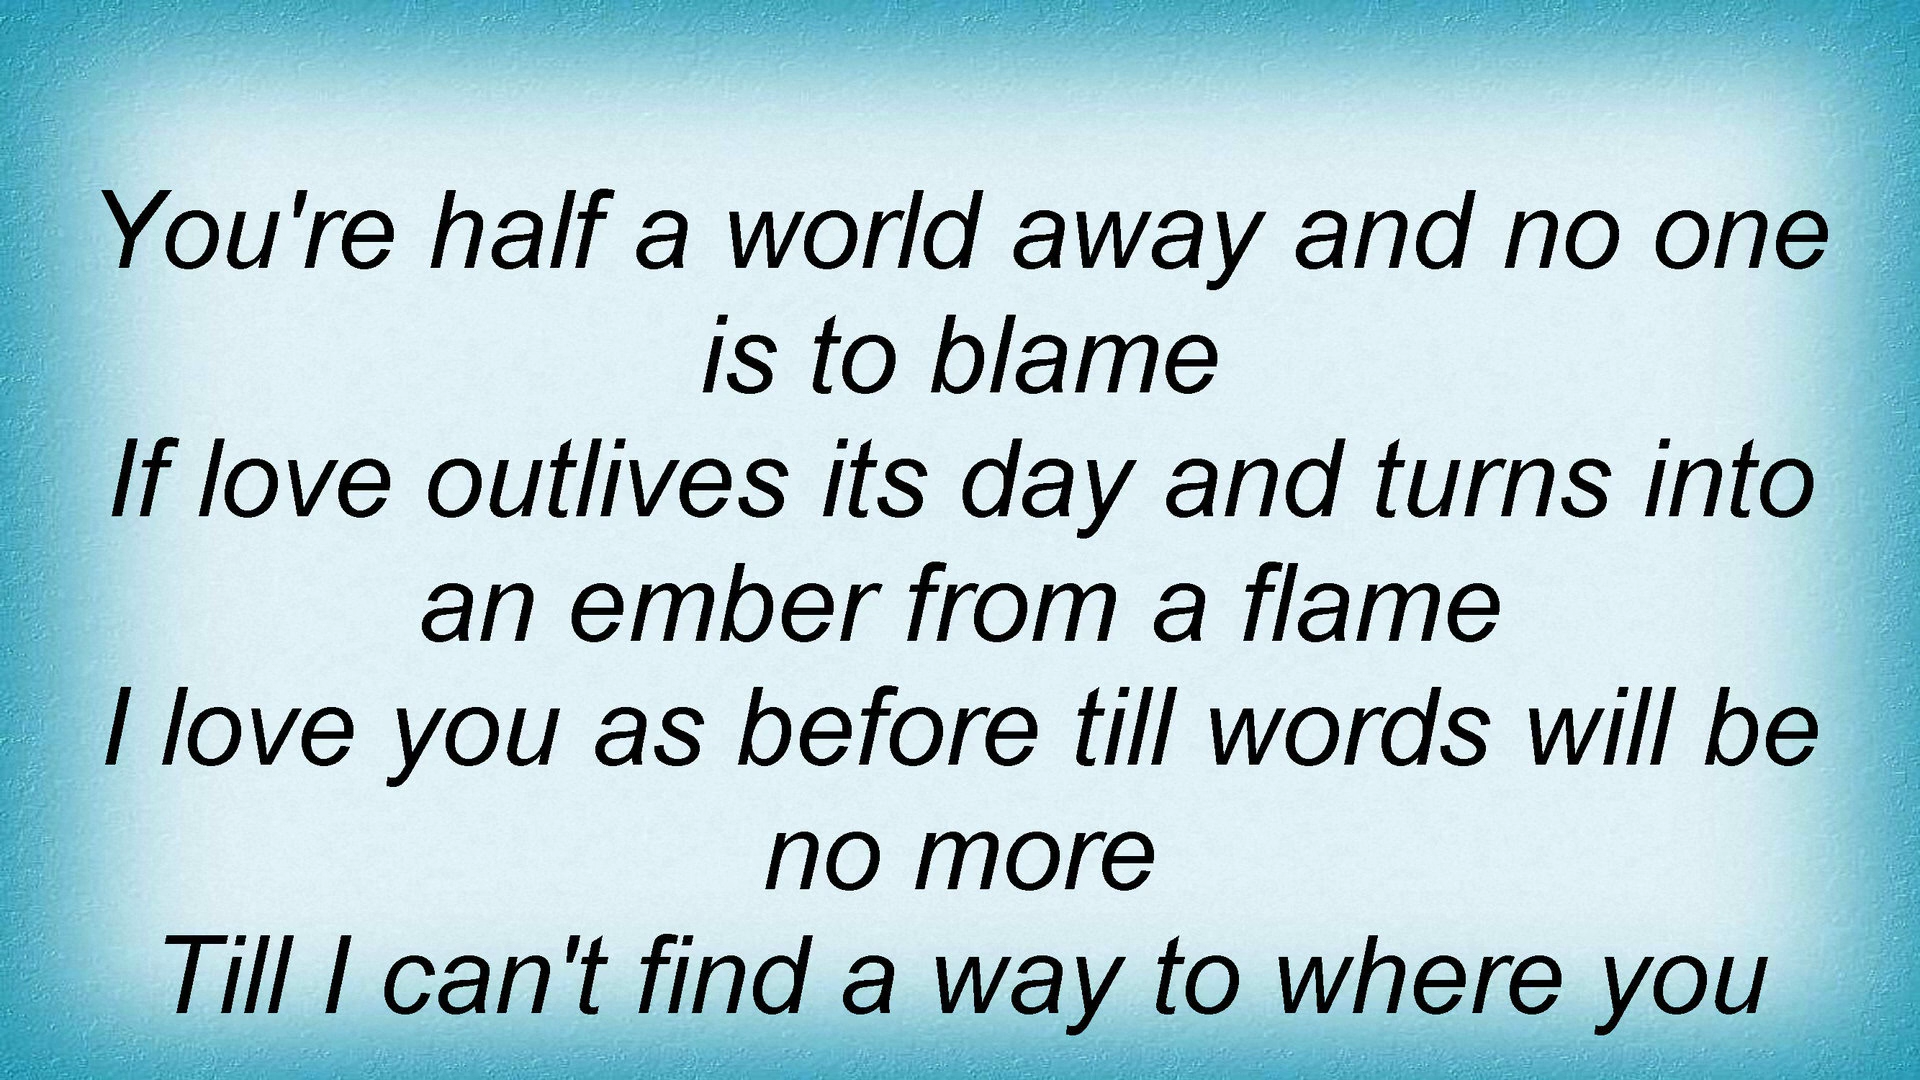 You're half a world away and no one
is to blame
If love outlives its day and turns into
an ember from a flame
I love you as before till words will be
no more
Till I can't find a way to where you